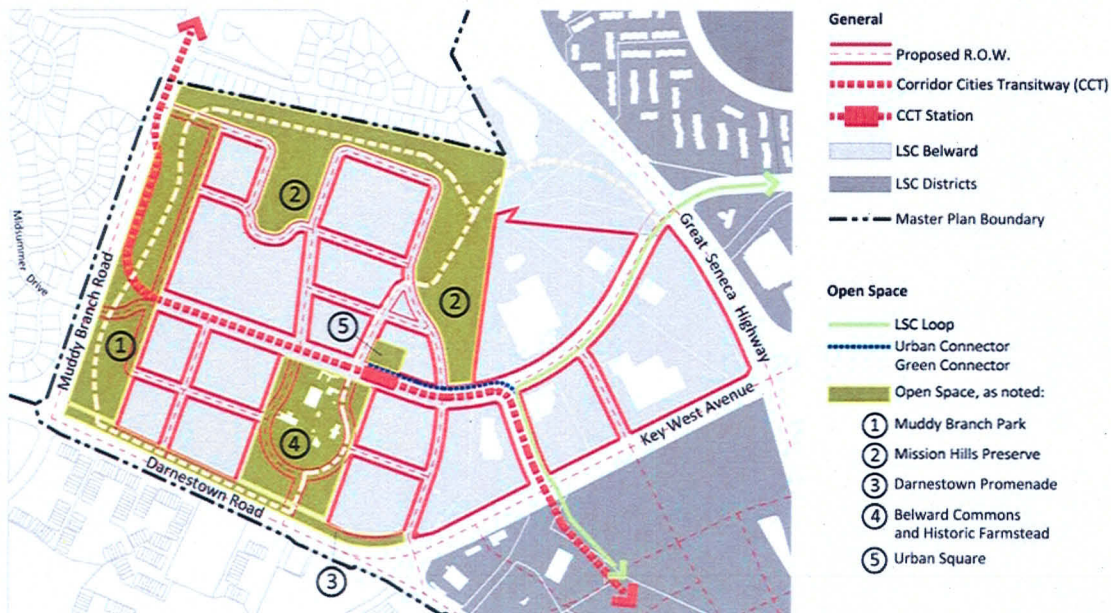 General
Proposed R.O.W.
Corridor Cities Transitway (CCT)
CCT Station
LSC Belward
LSC Districts
Master Plan Boundary
Open Space
LSC Loop
Urban Connector
Green Connector
Open Space, as noted:
1 Muddy Branch Park
2 Mission Hills Preserve
3 Darnestown Promenade
4 Belward Commons
and Historic Farmstead
5 Urban Square
Midsummer Drive
Muddy Branch Road
Darnestown Road
Great Seneca Highway
Key West Avenue
2
2
5
1
4
3